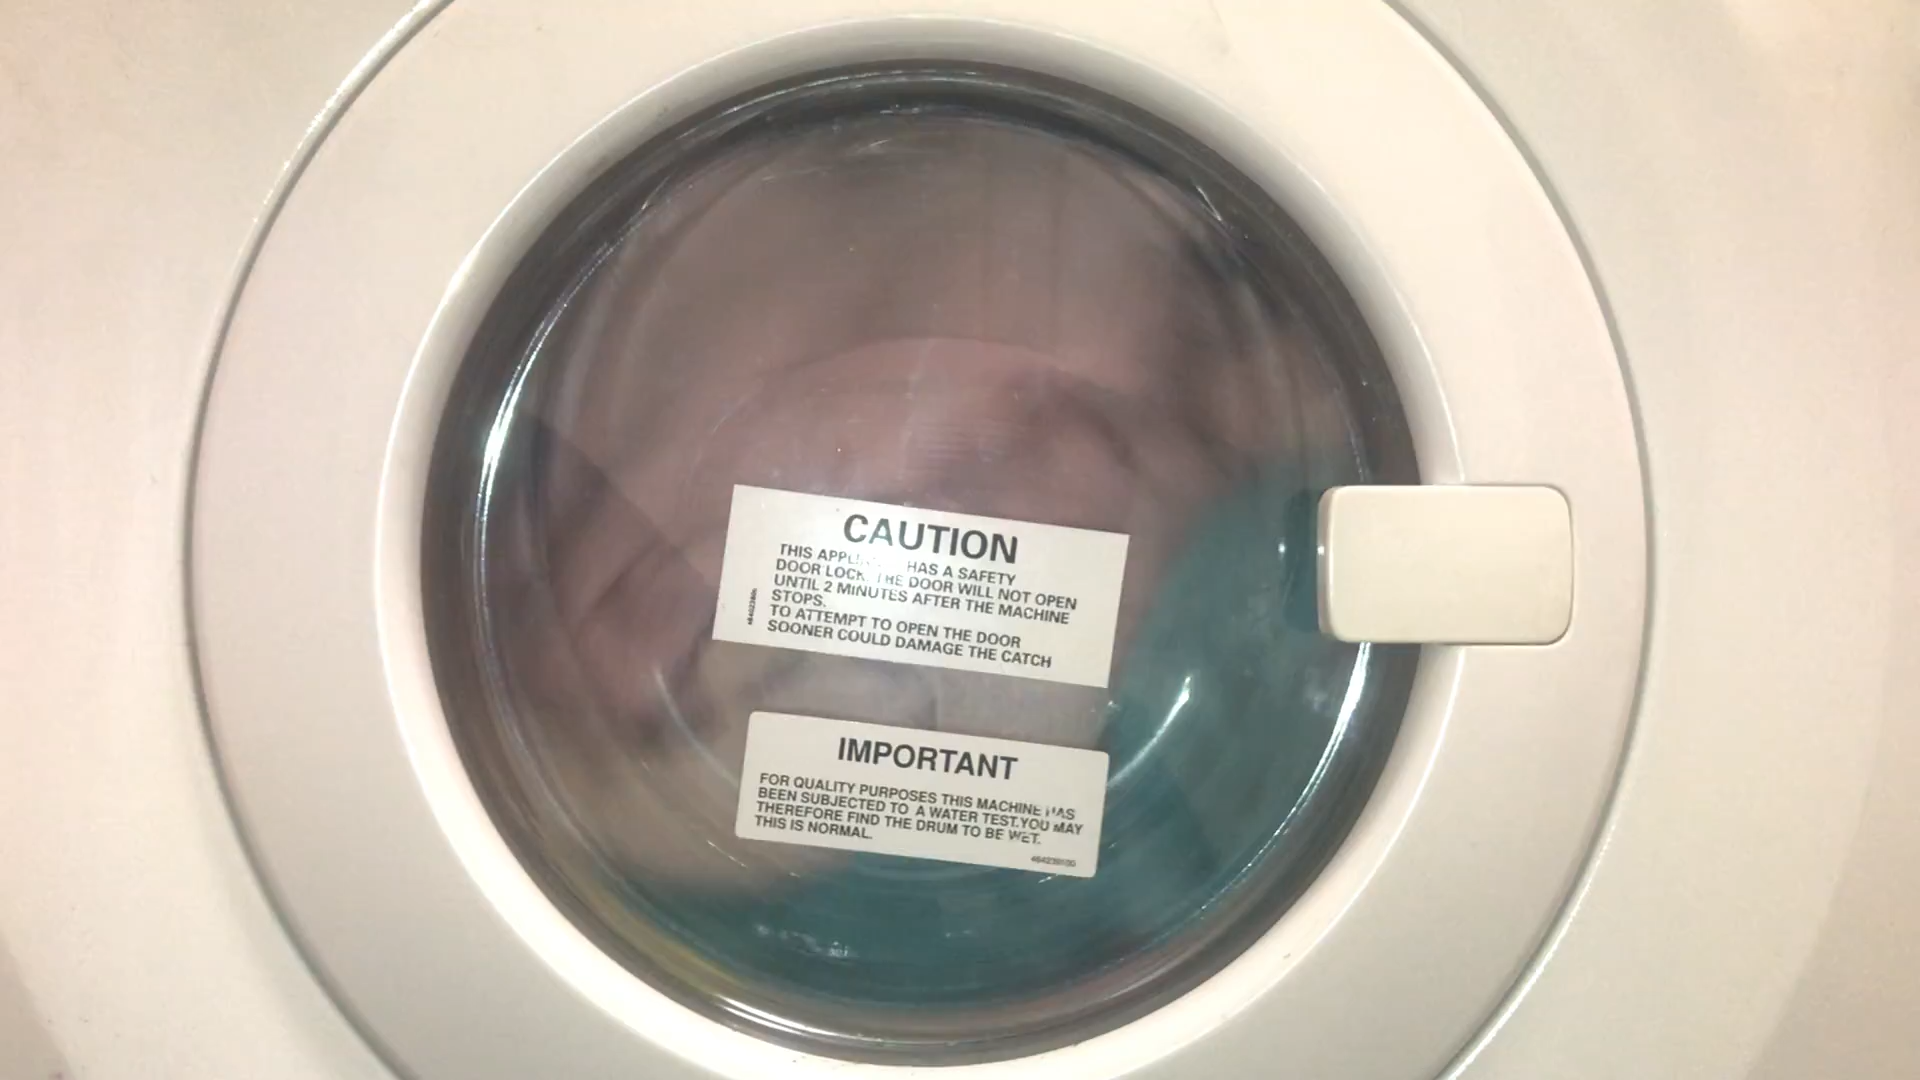 CAUTION
THIS HAS A SAFETY
DOOR LOCK. THE DOOR WILL NOT OPEN
UNTIL 2 MINUTES AFTER THE MACHINE
STOPS.
TO ATTEMPT TO OPEN THE DOOR
SOONER COULD DAMAGE THE CATCH
IMPORTANT
FOR QUALITY PURPOSES THIS MACHINE HAS
BEEN SUBJECTED TO A WATER TEST.YOU MAY
THEREFORE FIND THE DRUM TO BE WET.
THIS IS NORMAL.